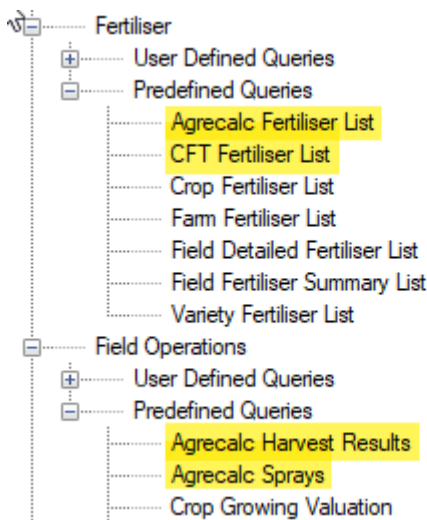 Fertiliser
User Defined Queries
Predefined Queries
Agrecalc Fertiliser List
CFT Fertiliser List
Crop Fertiliser List
Farm Fertiliser List
Field Detailed Fertiliser List
Field Fertiliser Summary List
Variety Fertiliser List
Field Operations
User Defined Queries
Predefined Queries
Agrecalc Harvest Results
Agrecalc Sprays
Crop Growing Valuation